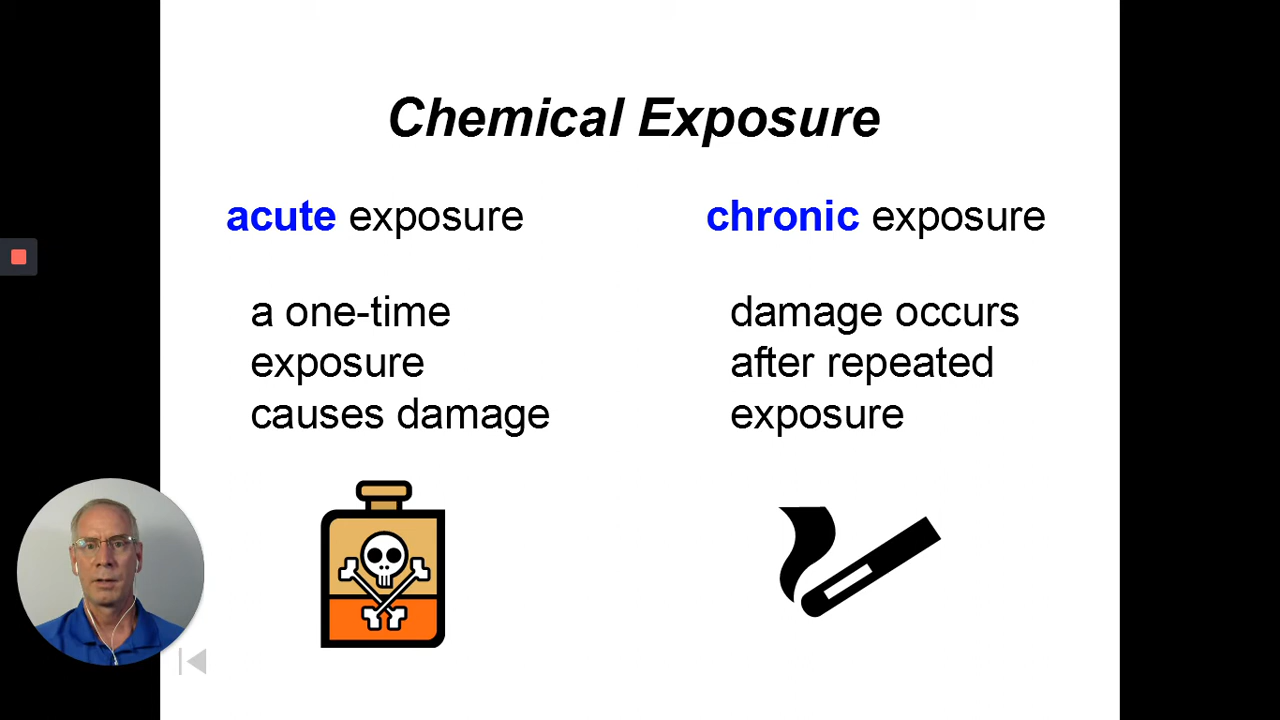 Chemical Exposure
acute exposure
a one-time
exposure
causes damage
chronic exposure
damage occurs
after repeated
exposure